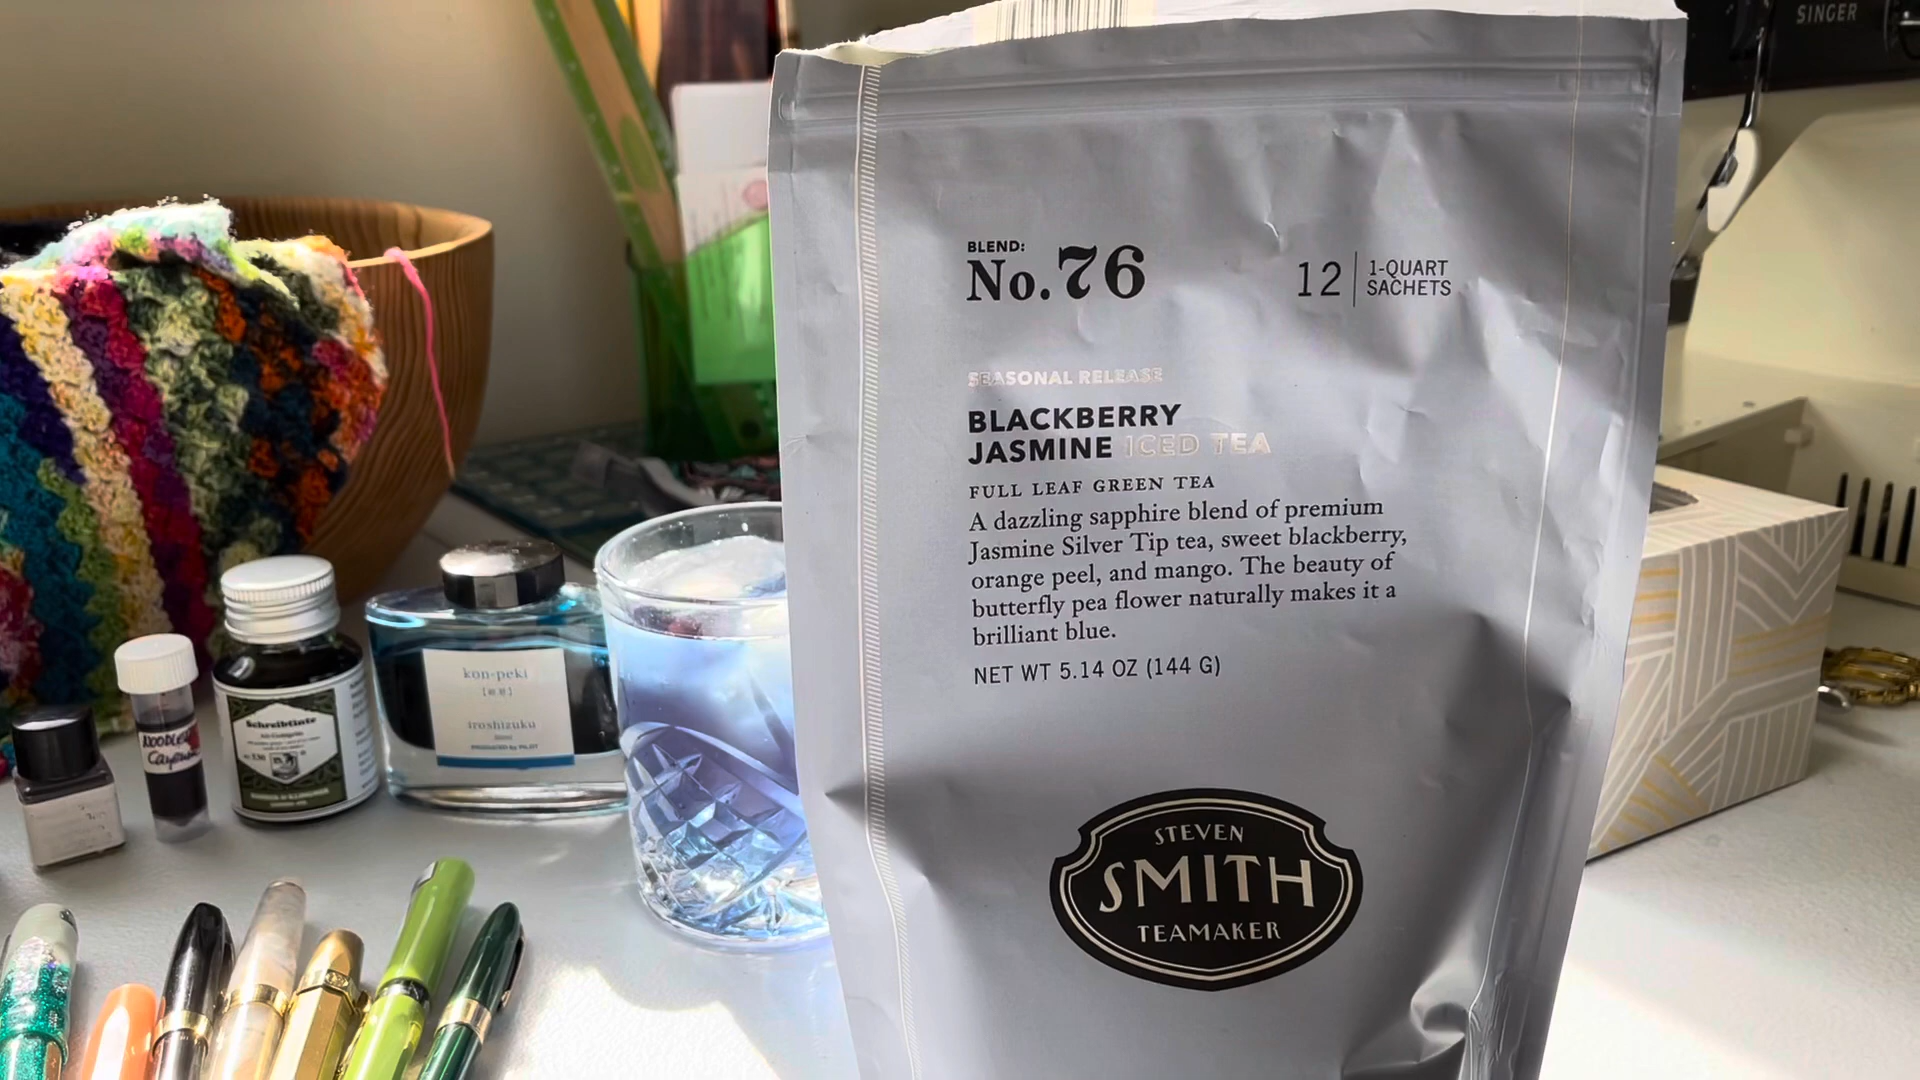 SINGER
BLEND:
No.76
12
1-QUART
SACHETS
SEASONAL RELEASE
BLACKBERRY
JASMINE ICED TEA
FULL LEAF GREEN TEA
A dazzling sapphire blend of premium
Jasmine Silver Tip tea, sweet blackberry,
orange peel, and mango. The beauty of
butterfly pea flower naturally makes it a
brilliant blue.
NET WT 5.14 OZ (144 G)
STEVEN
SMITH
TEAMAKER
kon-peki
iroshizuku
PRODUCED by PILOT
Schreibtinte